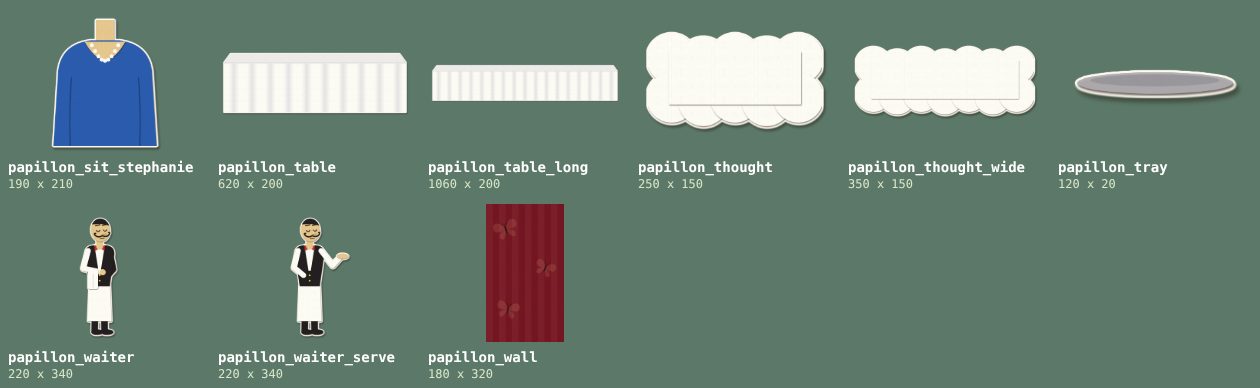 papillon_sit_stephanie
190 x 210
papillon_table
620 x 200
papillon_table_long
1060 x 200
papillon_thought
250 x 150
papillon_thought_wide
350 x 150
papillon_tray
120 x 20
papillon_waiter
220 x 340
papillon_waiter_serve
220 x 340
papillon_wall
180 x 320